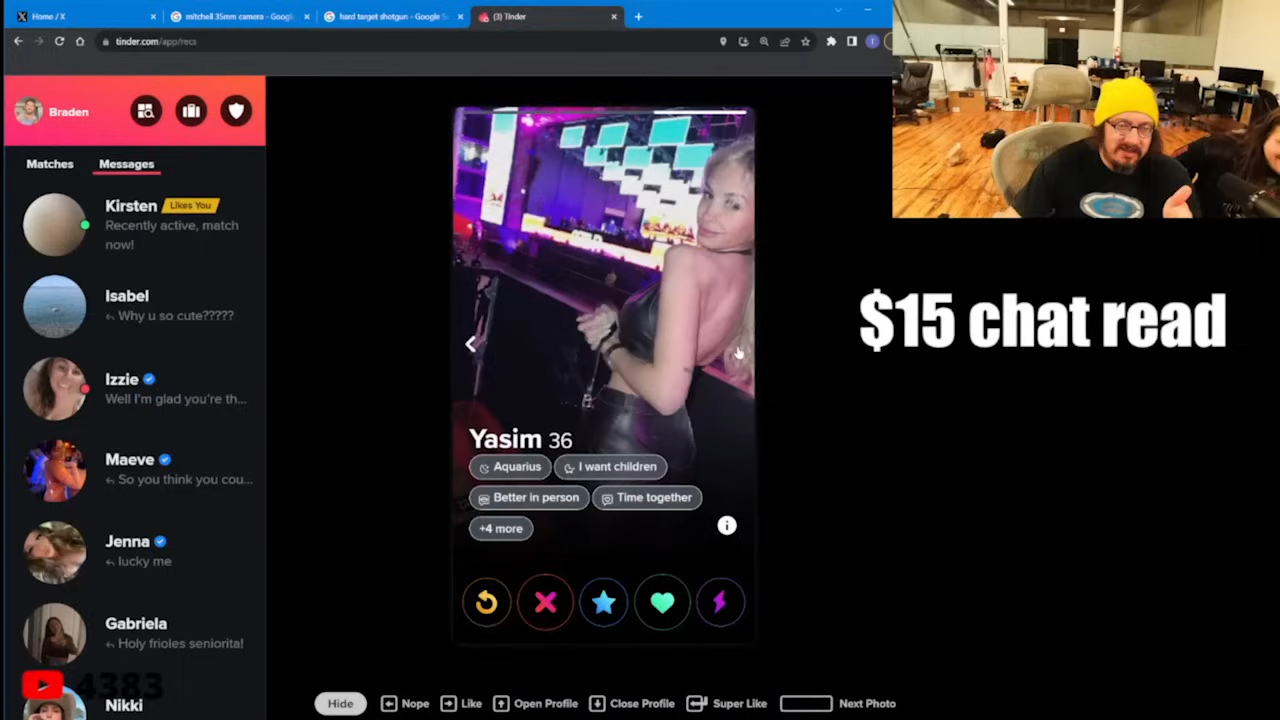 Home / X
mitchell 35mm camera - Googl
hard target shotgun - Google S
(3) Tinder
tinder.com/app/recs
T
Braden
Matches
Messages
Kirsten
Likes You
Recently active, match
now!
Isabel
Why u so cute?????
Izzie
Well I'm glad you're th...
Maeve
So you think you cou...
Jenna
lucky me
Gabriela
Holy frioles seniorita!
Nikki
4383
Yasim 36
Aquarius
I want children
Better in person
Time together
+4 more
$15 chat read
Hide
Nope
Like
Open Profile
Close Profile
Super Like
Next Photo